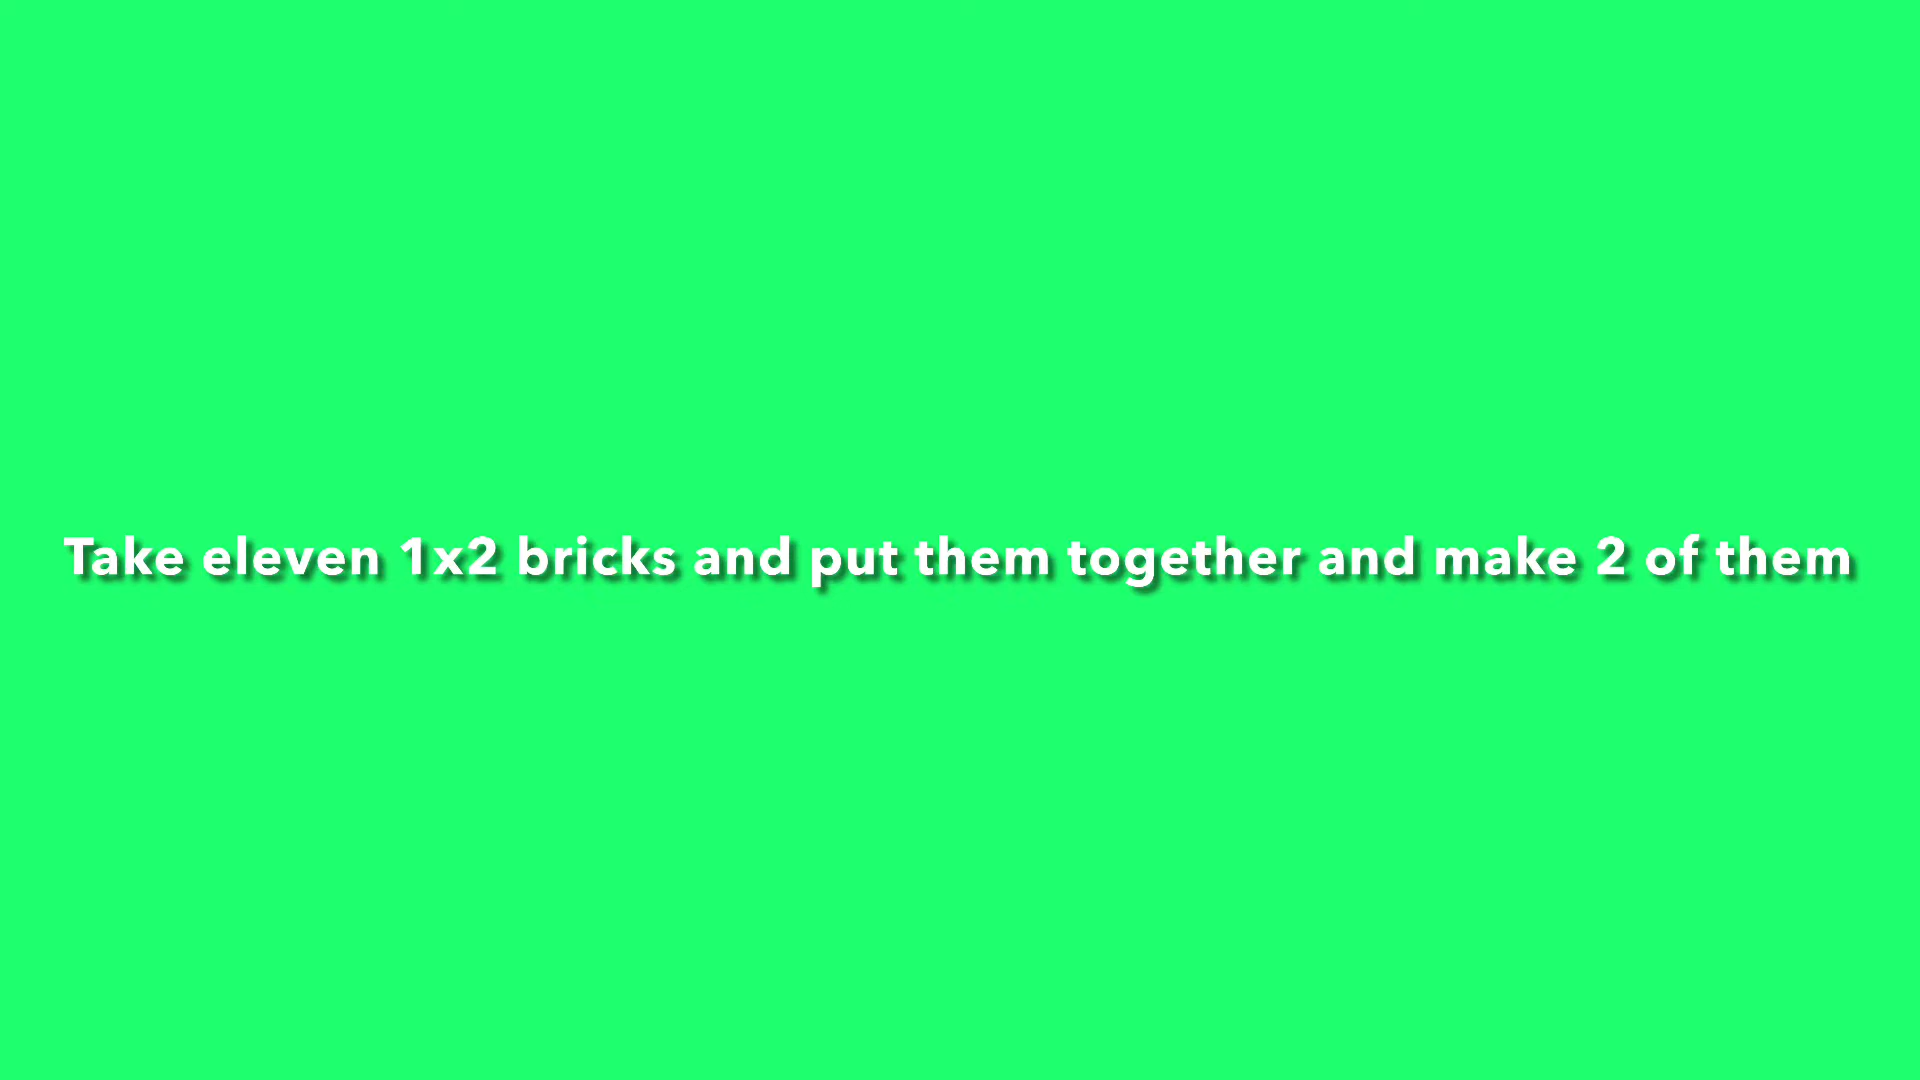 Take eleven 1x2 bricks and put them together and make 2 of them